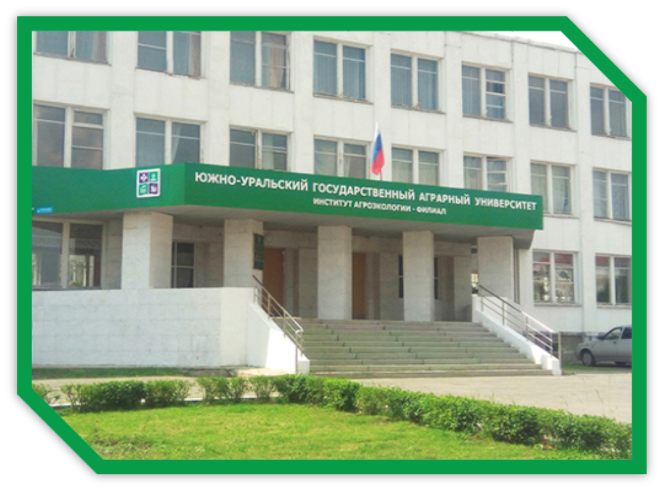 ЮЖНО-УРАЛЬСКИЙ ГОСУДАРСТВЕННЫЙ АГРАРНЫЙ УНИВЕРСИТЕТ
ИНСТИТУТ АГРОЭКОЛОГИИ - ФИЛИАЛ